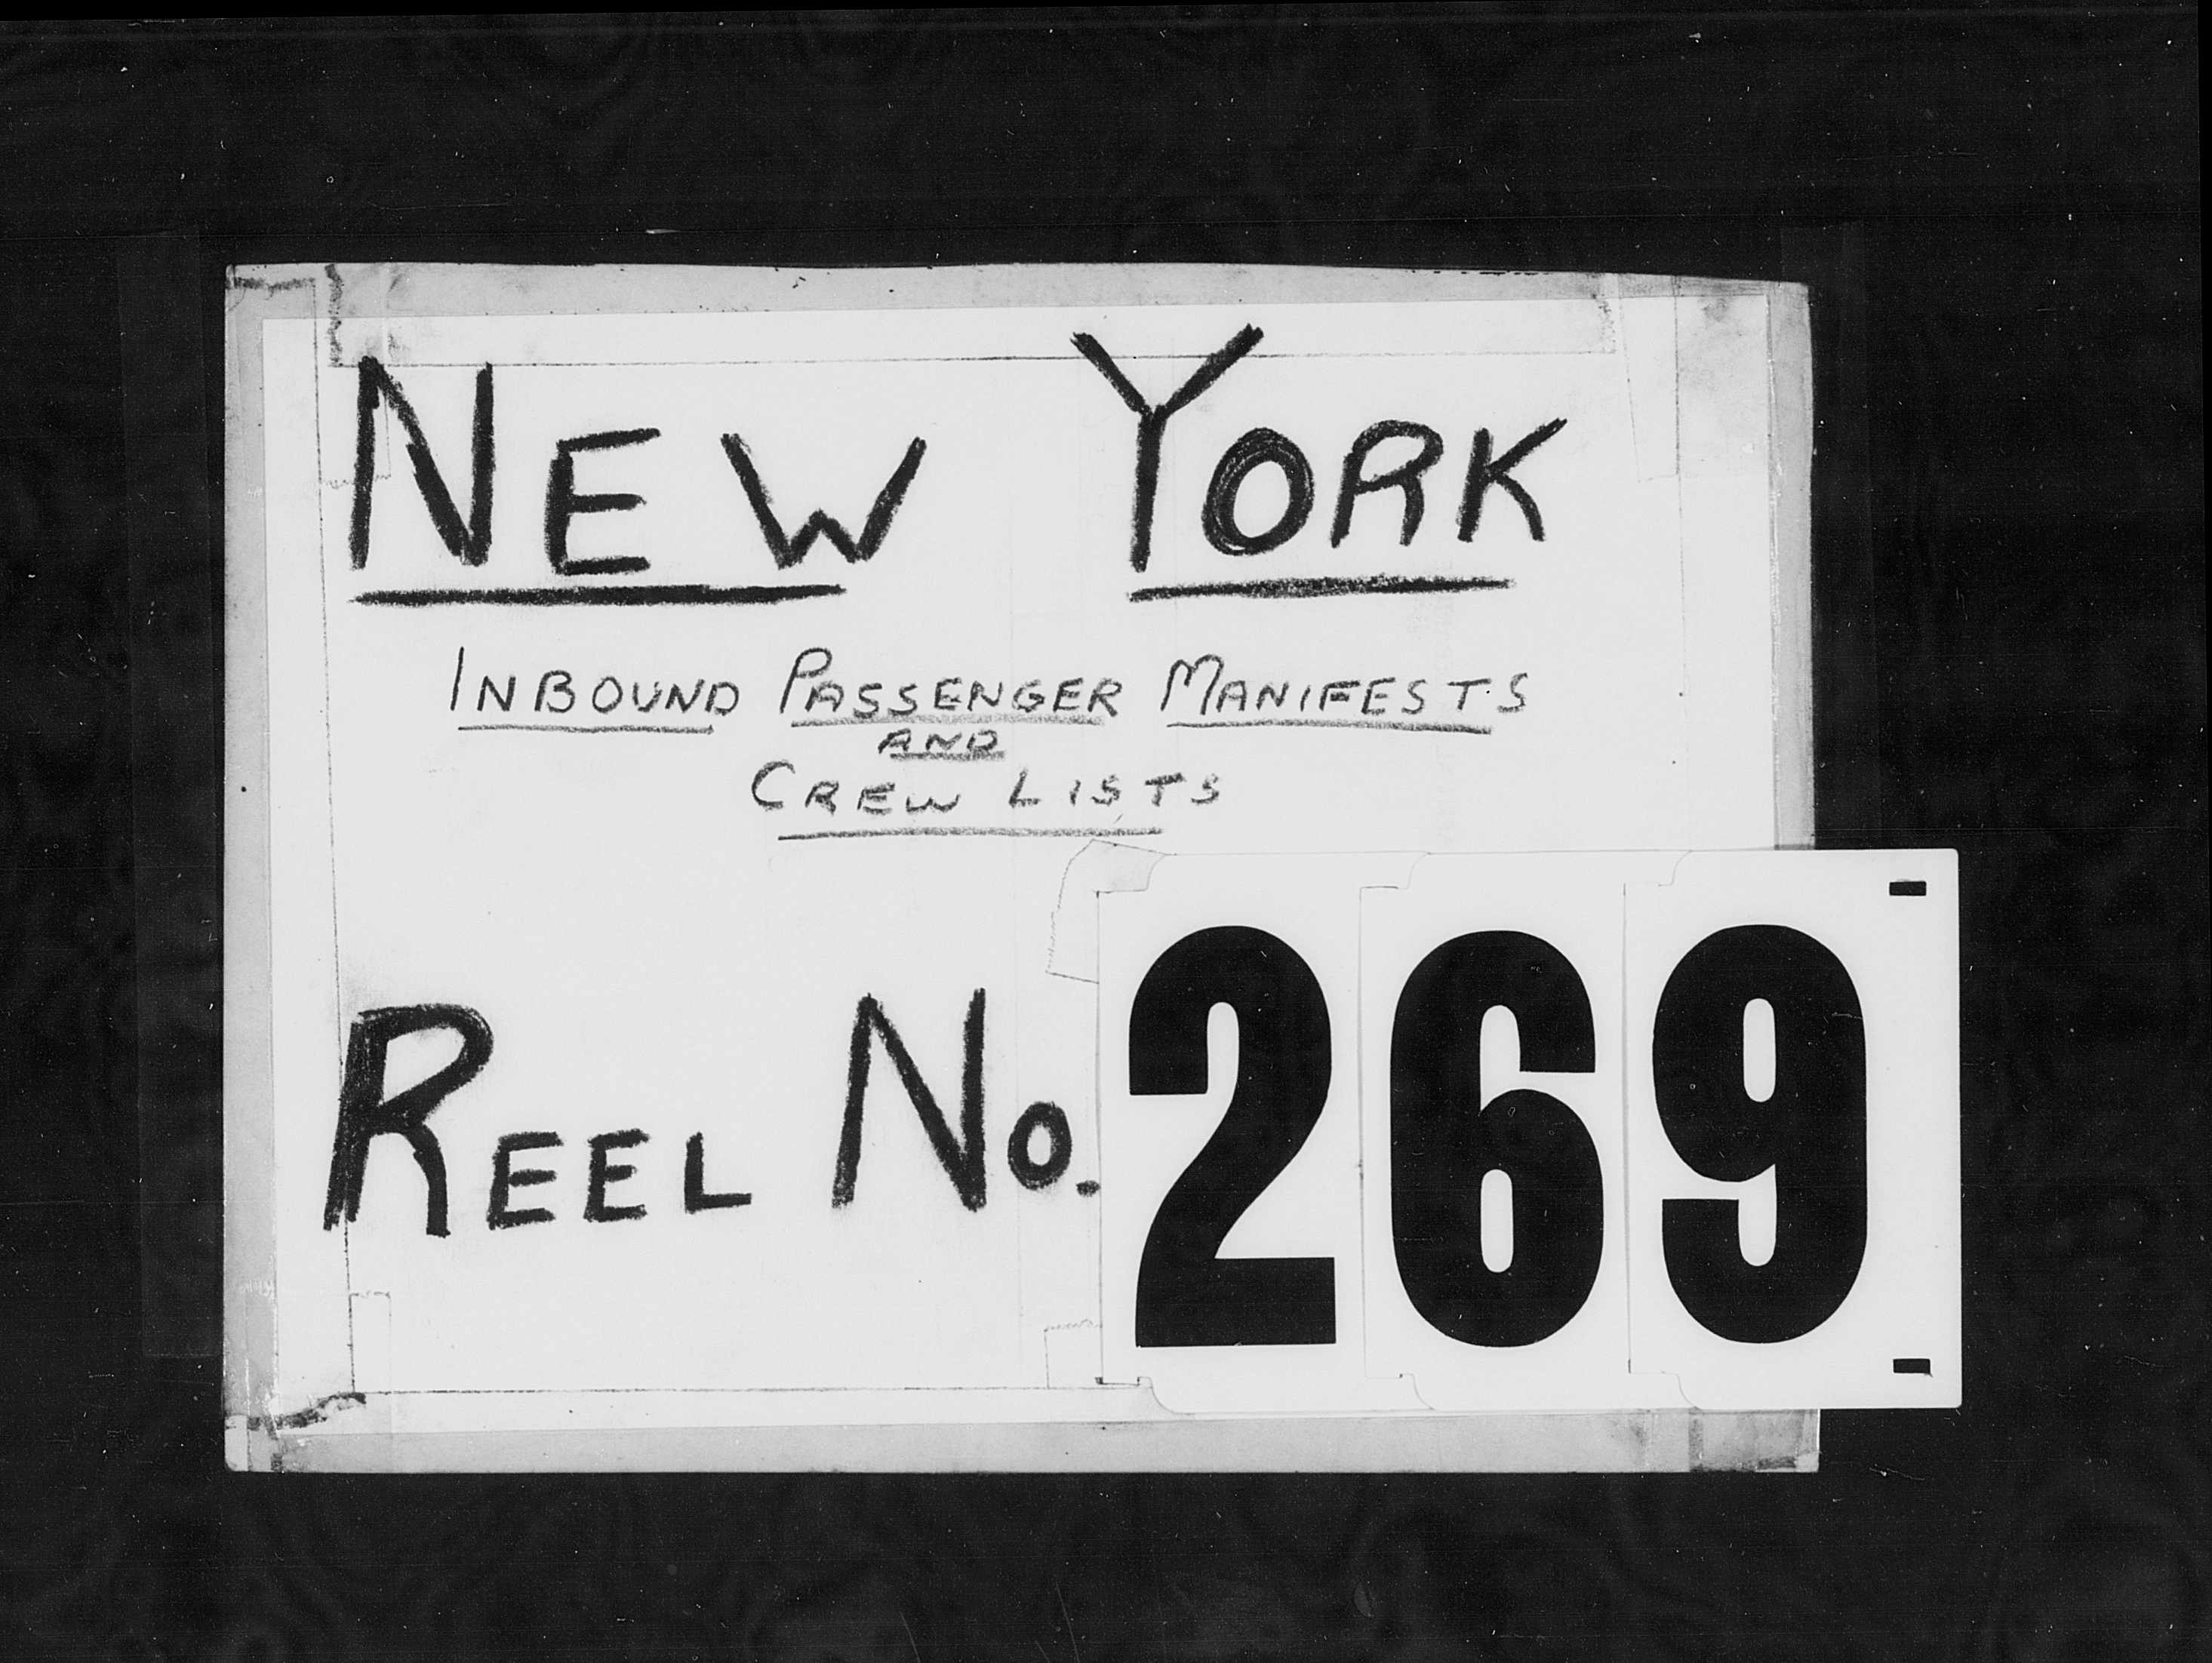 NEW YORK
INBOUND PASSENGER MANIFESTS
AND
CREW LISTS
REEL No. 269